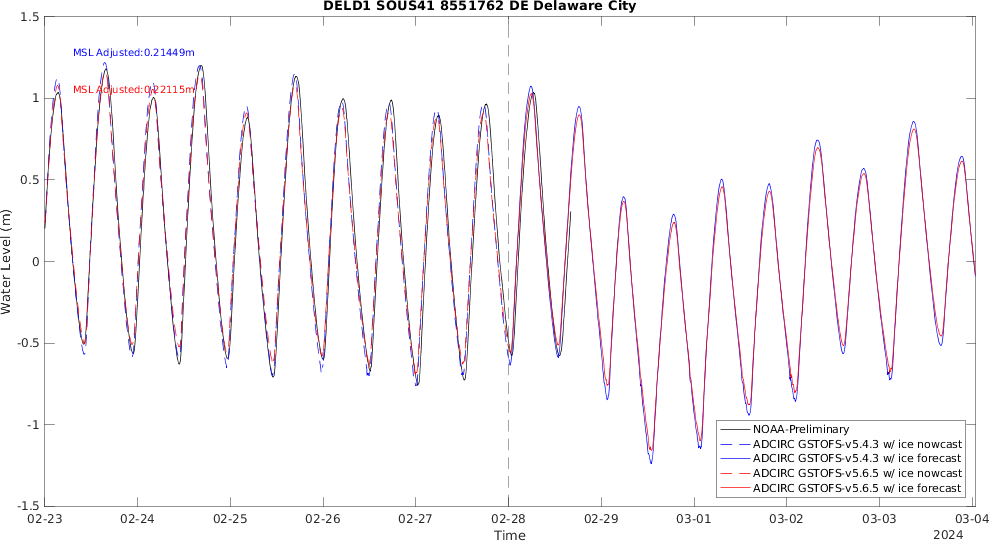 DELD1 SOUS41 8551762 DE Delaware City
1.5
MSL Adjusted:0.21449m
MSL Adjusted:0.22115m
1
0.5
0
-0.5
-1
-1.5
Water Level (m)
NOAA-Preliminary
ADCIRC GSTOFS-v5.4.3 w/ ice nowcast
ADCIRC GSTOFS-v5.4.3 w/ ice forecast
ADCIRC GSTOFS-v5.6.5 w/ ice nowcast
ADCIRC GSTOFS-v5.6.5 w/ ice forecast
02-23 02-24 02-25 02-26 02-27 02-28 02-29 03-01 03-02 03-03 03-04
Time
2024